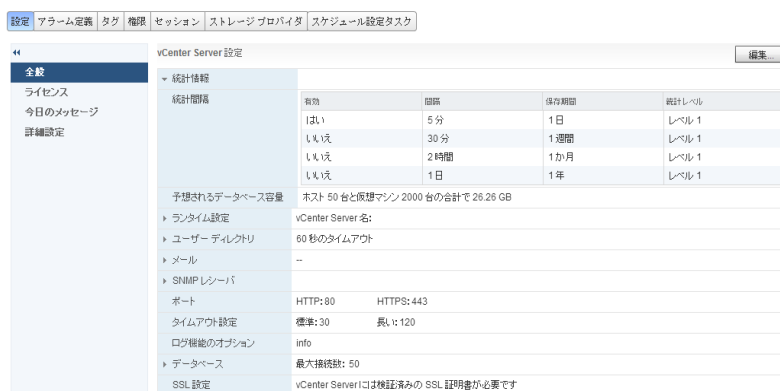 設定 アラーム定義 タグ 権限 セッション ストレージ プロバイダ スケジュール設定タスク
vCenter Server 設定 編集...
全般
ライセンス
今日のメッセージ
詳細設定
統計情報
統計間隔
有効 間隔 保存期間 統計レベル
はい 5 分 1 日 レベル 1
いいえ 30 分 1 週間 レベル 1
いいえ 2 時間 1 か月 レベル 1
いいえ 1 日 1 年 レベル 1
予想されるデータベース容量 ホスト 50 台と仮想マシン 2000 台の合計で 26.26 GB
ランタイム設定 vCenter Server 名:
ユーザー ディレクトリ 60 秒のタイムアウト
メール --
SNMP レシーバ
ポート HTTP: 80 HTTPS: 443
タイムアウト設定 標準: 30 長い: 120
ログ機能のオプション info
データベース 最大接続数: 50
SSL 設定 vCenter Server には検証済みの SSL 証明書が必要です